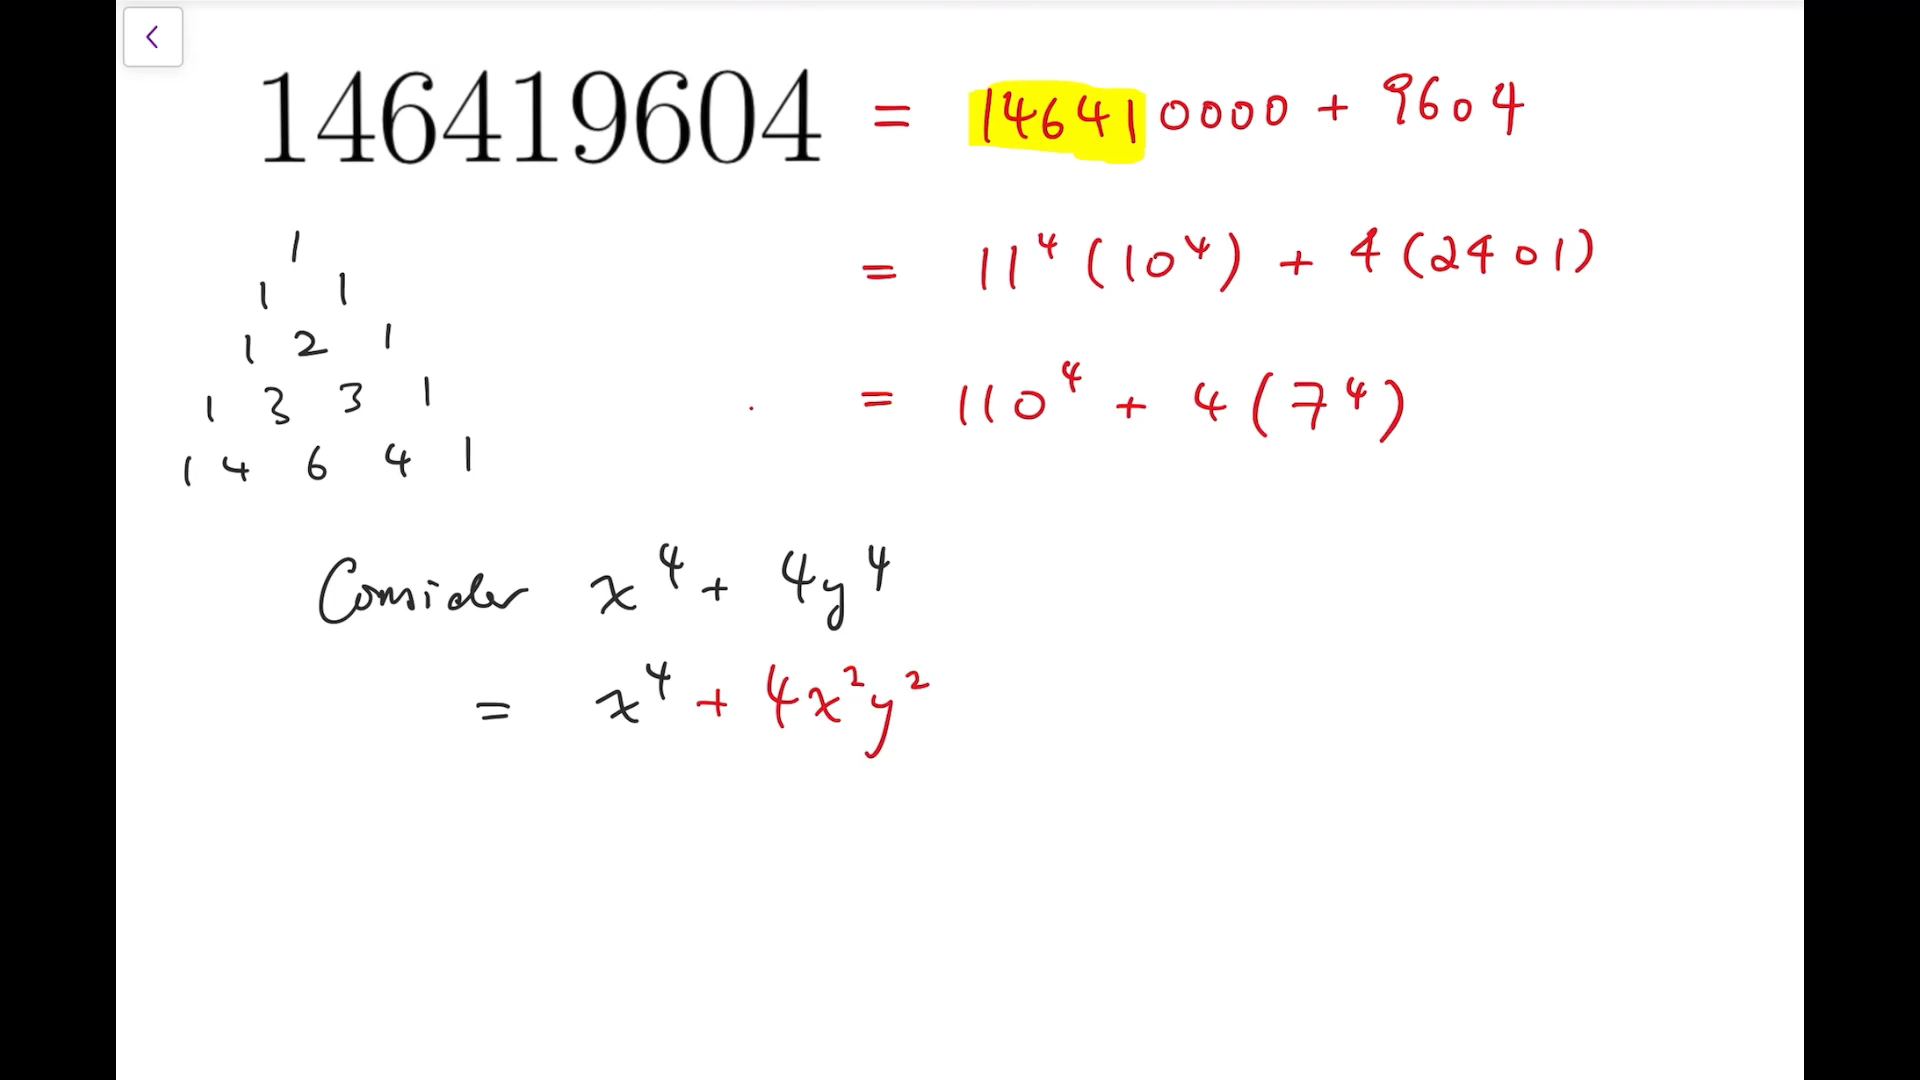 146419604 = 146410000 + 9604
= 11⁴ (10⁴) + 4 (2401)
= 110⁴ + 4 (7⁴)
1
1 1
1 2 1
1 3 3 1
1 4 6 4 1
Consider x⁴ + 4y⁴
= x⁴ + 4x²y²